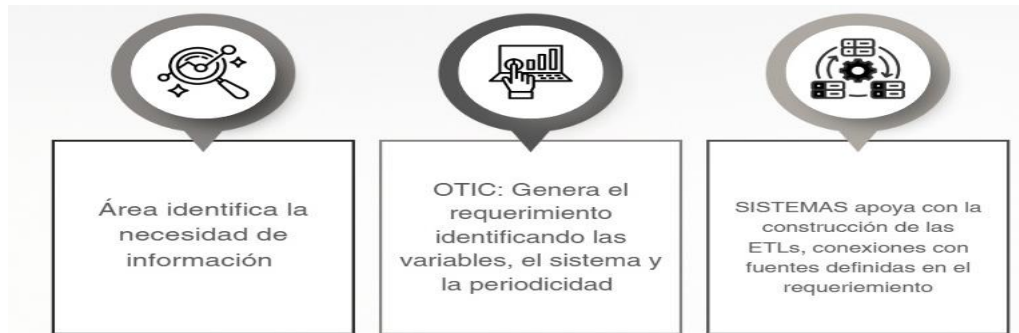 Área identifica la
necesidad de
información
OTIC: Genera el
requerimiento
identificando las
variables, el sistema y
la periodicidad
SISTEMAS apoya con la
construcción de las
ETLs, conexiones con
fuentes definidas en el
requeriemiento